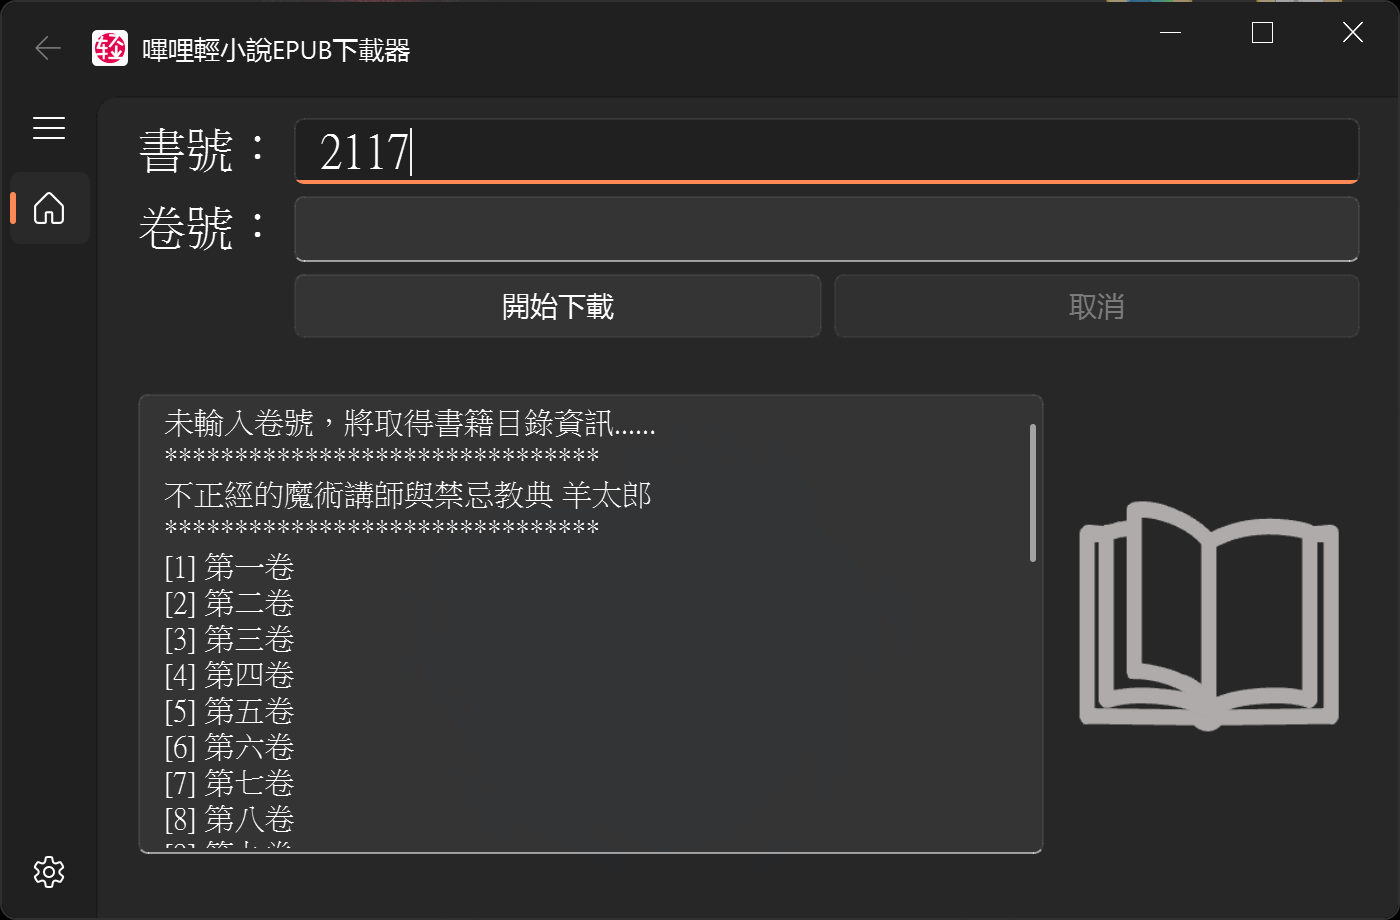 嗶哩輕小說EPUB下載器
書號：
2117
卷號：
開始下載
取消
未輸入卷號，將取得書籍目錄資訊......
*******************************
不正經的魔術講師與禁忌教典 羊太郎
*******************************
[1] 第一卷
[2] 第二卷
[3] 第三卷
[4] 第四卷
[5] 第五卷
[6] 第六卷
[7] 第七卷
[8] 第八卷